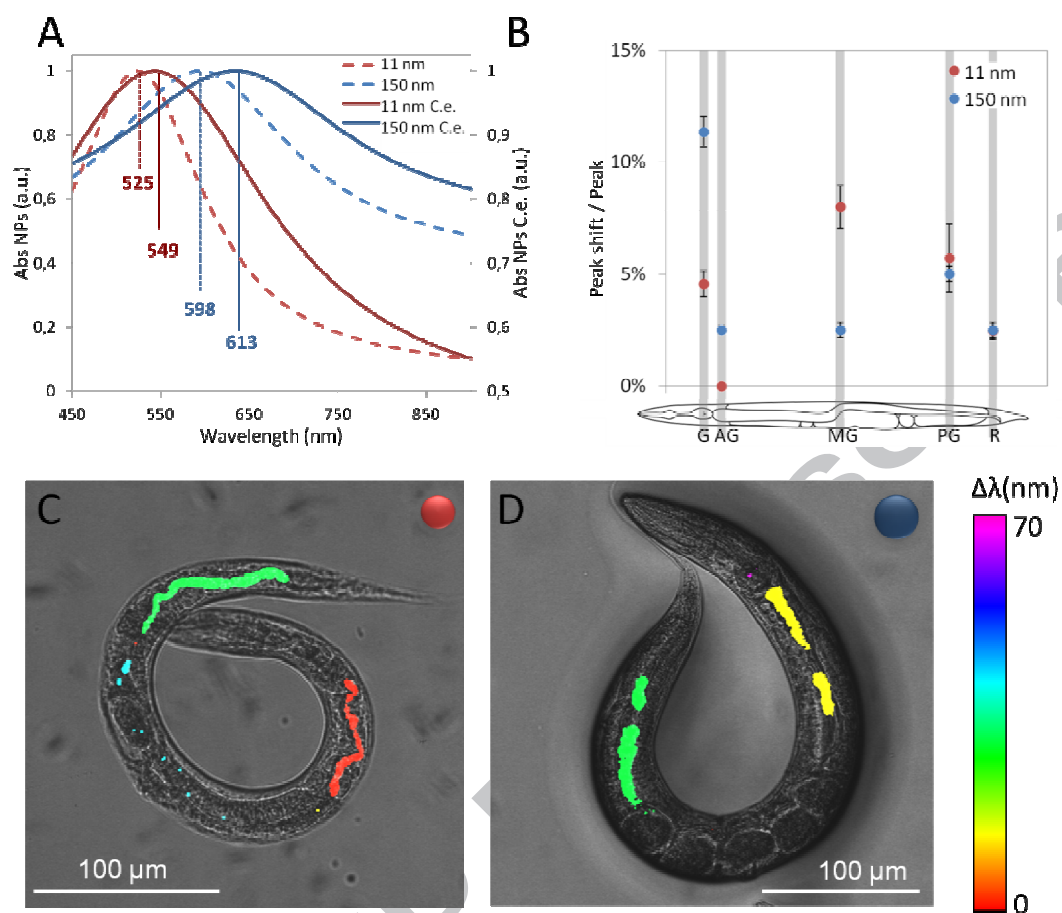 A
1
0,8
0,6
0,4
0,2
0
Abs NPs (a.u.)
1
0,9
0,8
0,7
0,6
0,5
Abs NPs C.e. (a.u.)
450
550
650
750
850
Wavelength (nm)
11 nm
150 nm
11 nm C.e.
150 nm C.e.
525
549
598
613
B
15%
10%
5%
0%
Peak shift / Peak
11 nm
150 nm
G AG MG PG R
C
100 µm
D
100 µm
Δλ(nm)
70
0